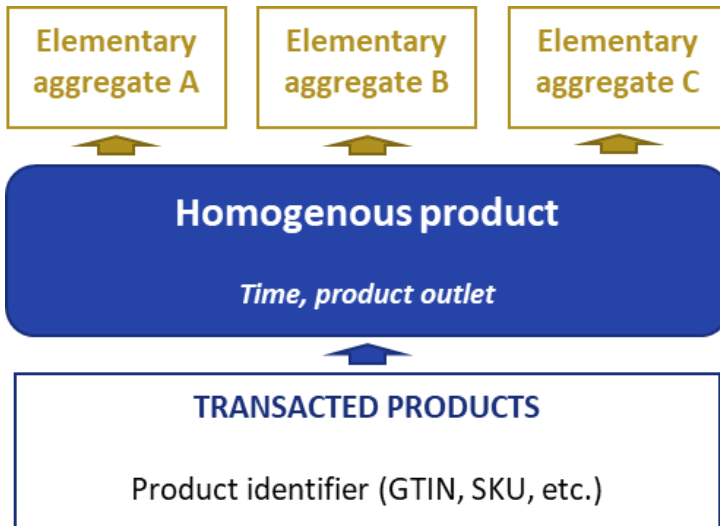 Elementary
aggregate A
Elementary
aggregate B
Elementary
aggregate C
Homogenous product
Time, product outlet
TRANSACTED PRODUCTS
Product identifier (GTIN, SKU, etc.)